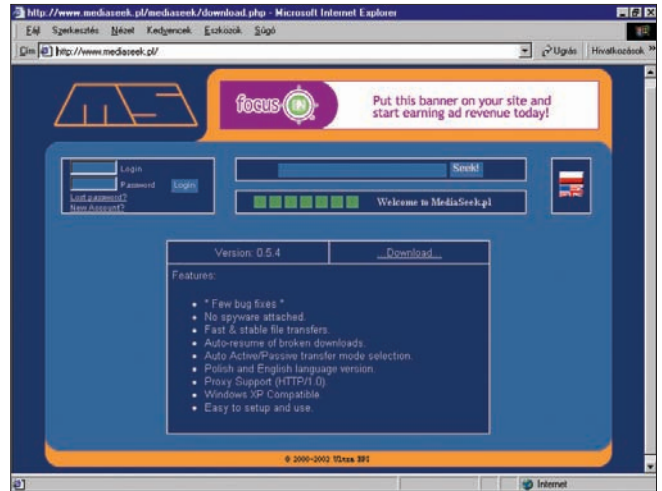 http://www.mediaseek.pl/mediaseek/download.php - Microsoft Internet Explorer
Fájl Szerkesztés Nézet Kedvencek Eszközök Súgó
Cím http://www.mediaseek.pl/ Ugrás Hivatkozások »
MS
focus IN
Put this banner on your site and
start earning ad revenue today!
Login
Password Login
Lost password?
New Account?
Seek!
Welcome to MediaSeek.pl
Version: 0.5.4 ...Download...
Features:
* Few bug fixes *
No spyware attached.
Fast & stable file transfers.
Auto-resume of broken downloads.
Auto Active/Passive transfer mode selection.
Polish and English language version.
Proxy Support (HTTP/1.0)
Windows XP Compatible
Easy to setup and use.
© 2000-2002
Internet